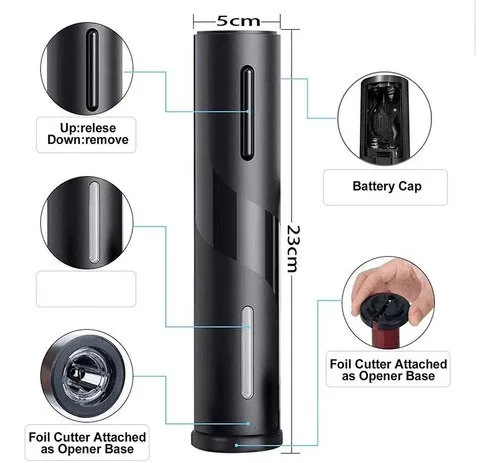 5cm
Up:relese
Down:remove
Battery Cap
23cm
Foil Cutter Attached
as Opener Base
Foil Cutter Attached
as Opener Base